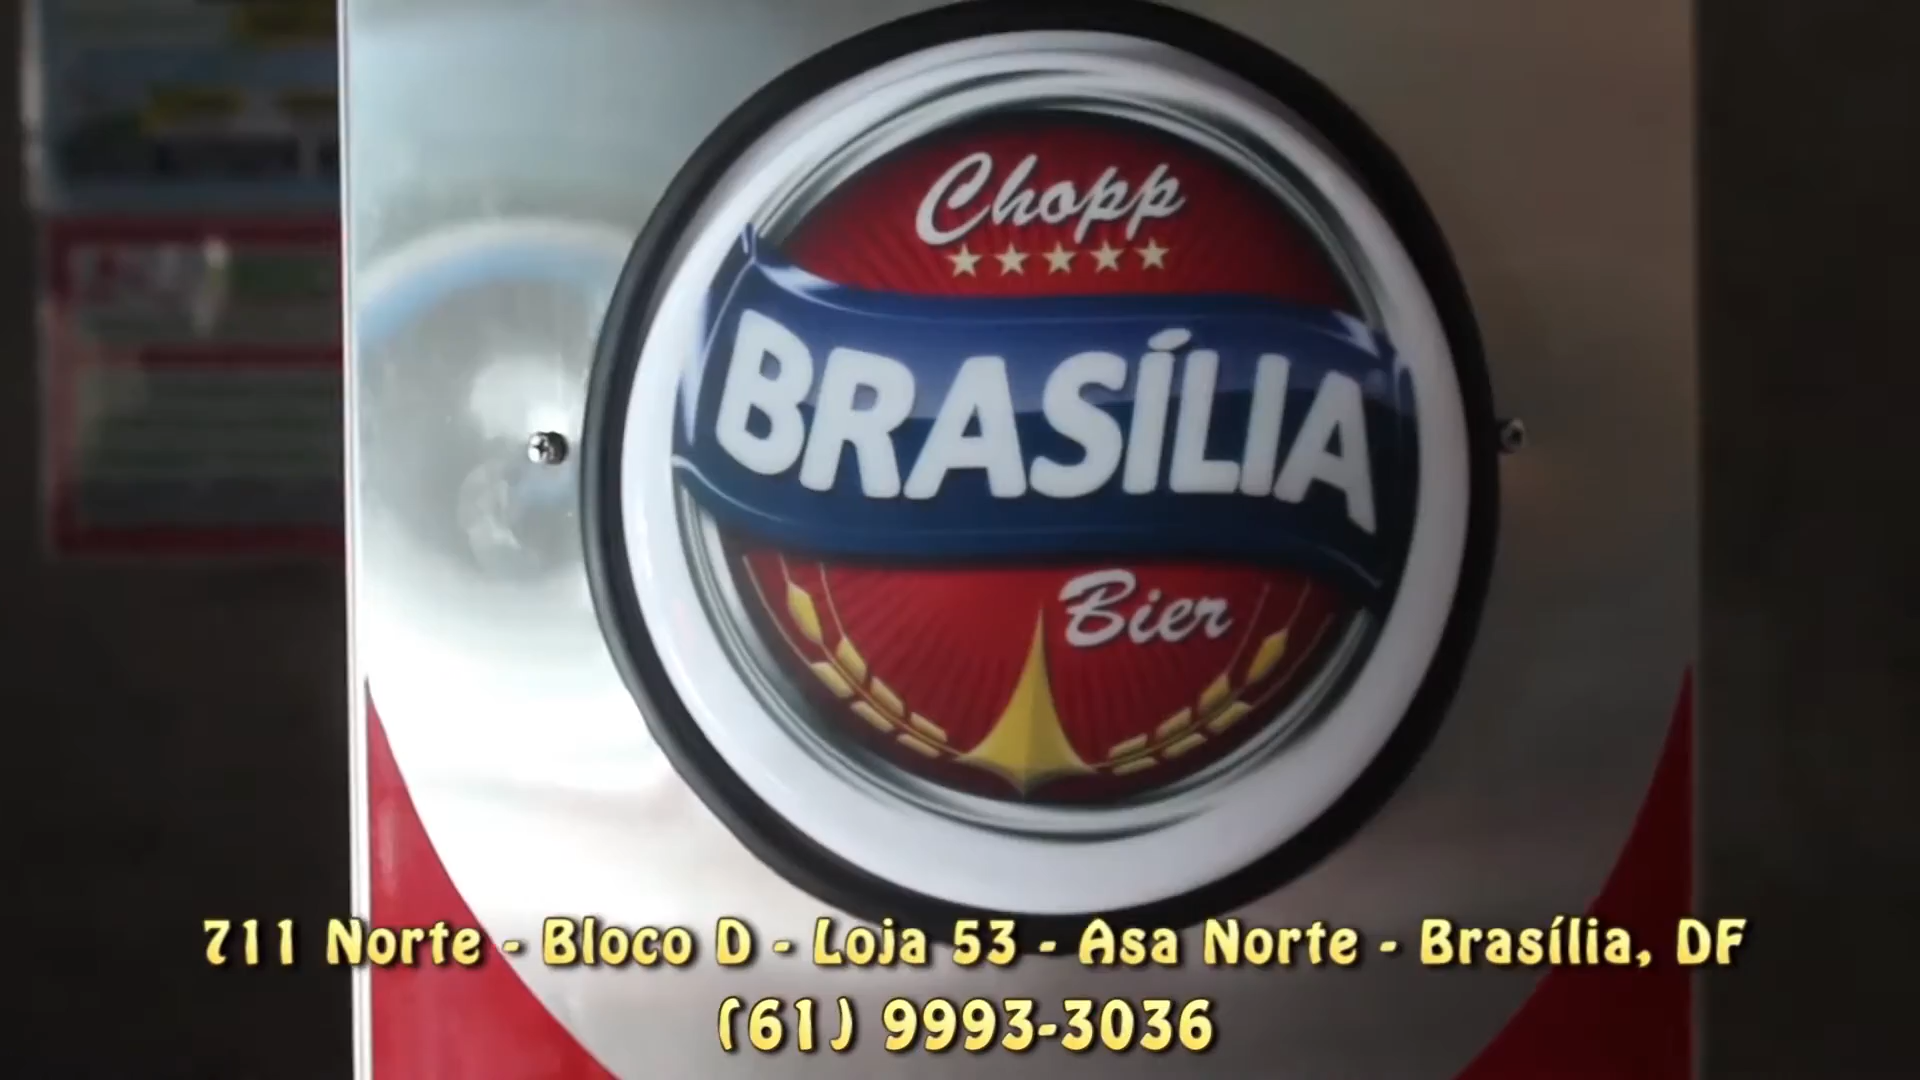 Chopp
BRASÍLIA
Bier
711 Norte - Bloco D - Loja 53 - Asa Norte - Brasília, DF
(61) 9993-3036